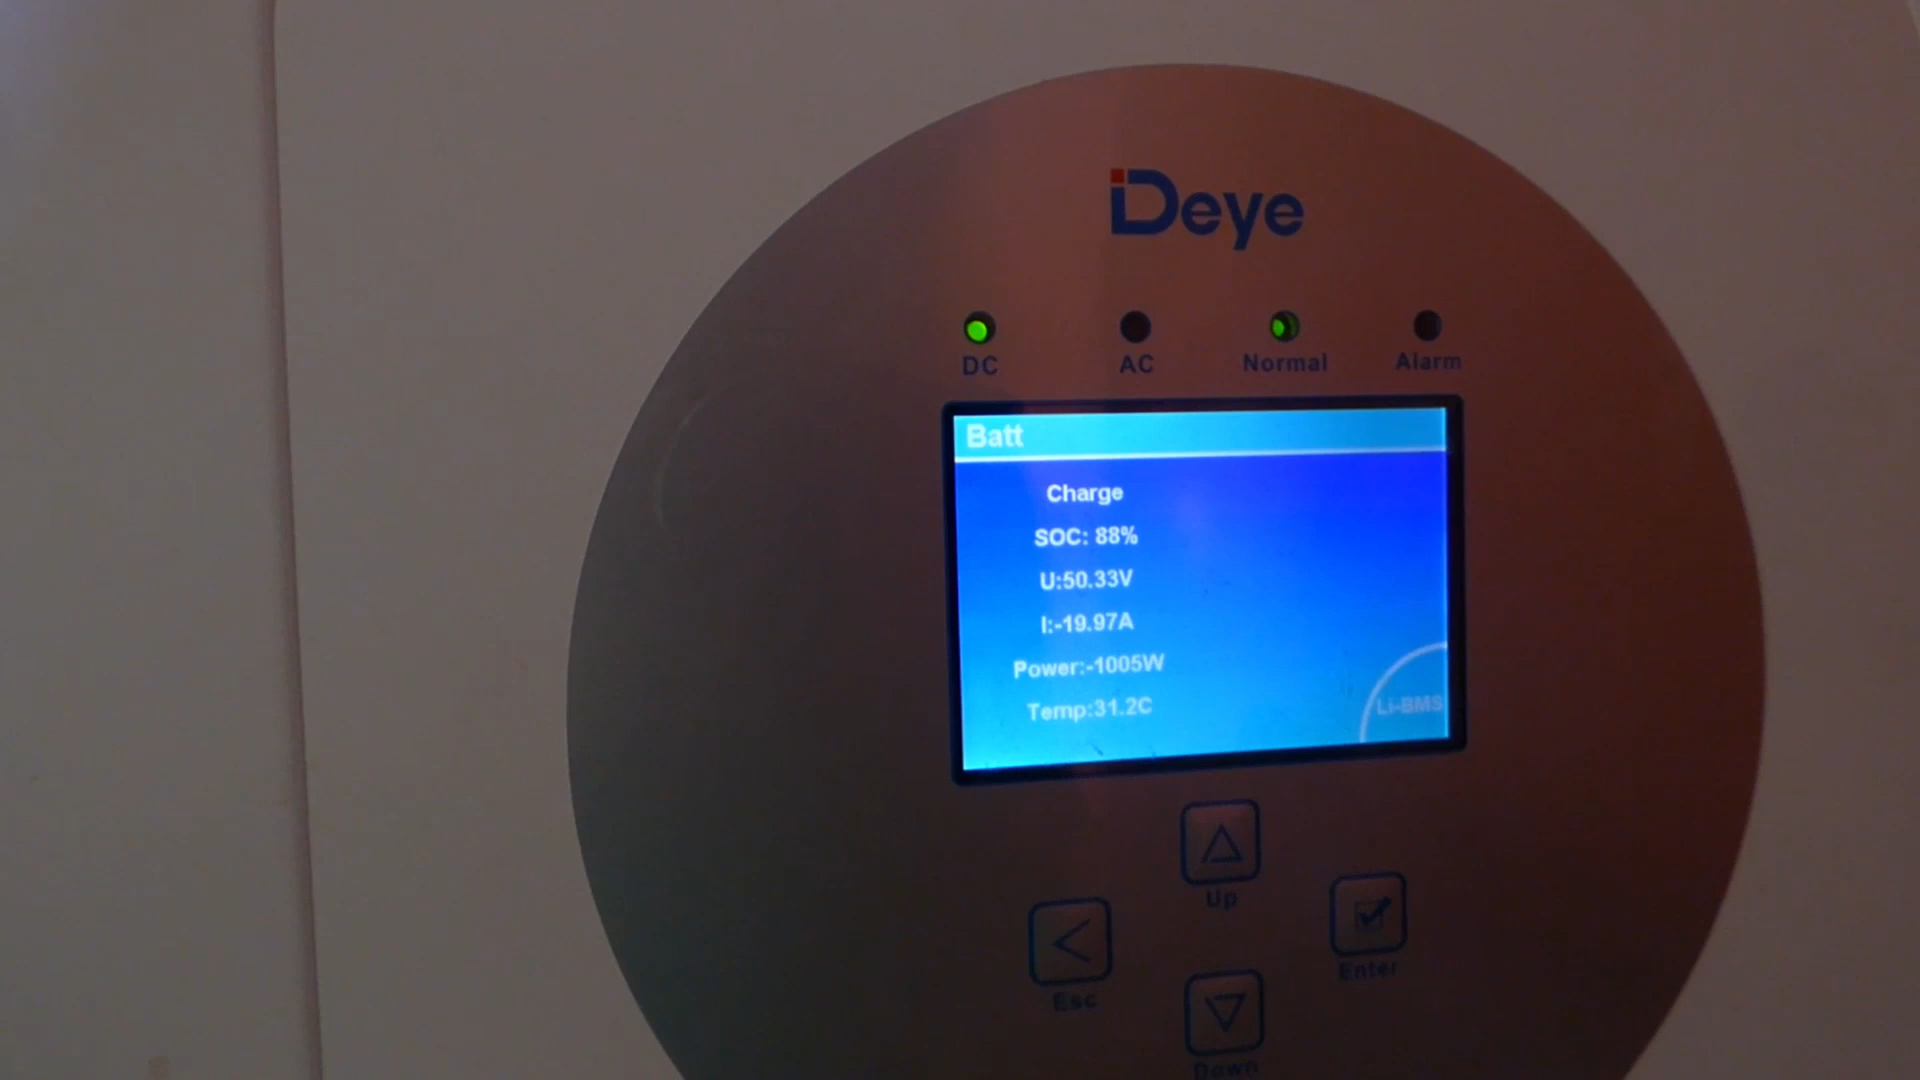 Deye
DC AC Normal Alarm
Batt
Charge
SOC: 88%
U:50.33V
I:-19.97A
Power:-1005W
Temp:31.2C
Li-BMS
Up
Esc
Enter
Down